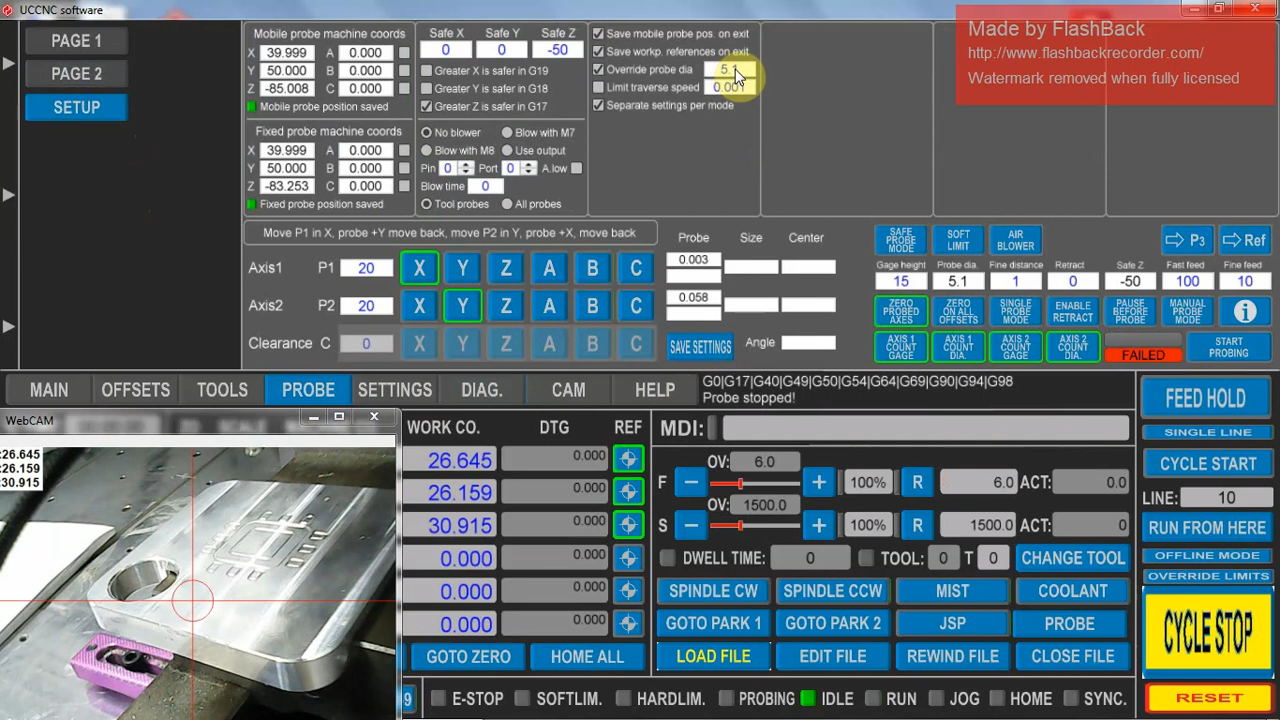 UCCNC software
Made by FlashBack
http://www.flashbackrecorder.com/
Watermark removed when fully licensed
PAGE 1
PAGE 2
SETUP
Mobile probe machine coords
X 39.999 A 0.000
Y 50.000 B 0.000
Z -85.008 C 0.000
Mobile probe position saved
Fixed probe machine coords
X 39.999 A 0.000
Y 50.000 B 0.000
Z -83.253 C 0.000
Fixed probe position saved
Safe X Safe Y Safe Z
0 0 -50
Greater X is safer in G19
Greater Y is safer in G18
Greater Z is safer in G17
No blower Blow with M7
Blow with M8 Use output
Pin 0 Port 0 A.low
Blow time 0
Tool probes All probes
Save mobile probe pos. on exit
Save workp. references on exit
Override probe dia 5.1
Limit traverse speed 0.001
Separate settings per mode
Move P1 in X, probe +Y move back, move P2 in Y, probe +X, move back
Probe Size Center
Axis1 P1 20 X Y Z A B C 0.003
Axis2 P2 20 X Y Z A B C 0.058
Clearance C 0 X Y Z A B C SAVE SETTINGS Angle
SAFE PROBE MODE
SOFT LIMIT
AIR BLOWER
P3
Ref
Gage height Probe dia. Fine distance Retract Safe Z Fast feed Fine feed
15 5.1 1 0 -50 100 10
ZERO PROBED AXES
ZERO ON ALL OFFSETS
SINGLE PROBE MODE
ENABLE RETRACT
PAUSE BEFORE PROBE
MANUAL PROBE MODE
i
AXIS 1 COUNT GAGE
AXIS 1 COUNT DIA.
AXIS 2 COUNT GAGE
AXIS 2 COUNT DIA.
FAILED
START PROBING
MAIN OFFSETS TOOLS PROBE SETTINGS DIAG. CAM HELP
G0|G17|G40|G49|G50|G54|G64|G69|G90|G94|G98
Probe stopped!
WebCAM
:26.645
:26.159
:30.915
WORK CO. DTG REF
26.645 0.000
26.159 0.000
30.915 0.000
0.000 0.000
0.000 0.000
0.000 0.000
GOTO ZERO HOME ALL
MDI:
OV: 6.0
F − + 100% R 6.0 ACT: 0.0
OV: 1500.0
S − + 100% R 1500.0 ACT: 0
DWELL TIME: 0 TOOL: 0 T 0 CHANGE TOOL
SPINDLE CW SPINDLE CCW MIST COOLANT
GOTO PARK 1 GOTO PARK 2 JSP PROBE
LOAD FILE EDIT FILE REWIND FILE CLOSE FILE
9 E-STOP SOFTLIM. HARDLIM. PROBING IDLE RUN JOG HOME SYNC.
FEED HOLD
SINGLE LINE
CYCLE START
LINE: 10
RUN FROM HERE
OFFLINE MODE
OVERRIDE LIMITS
CYCLE STOP
RESET